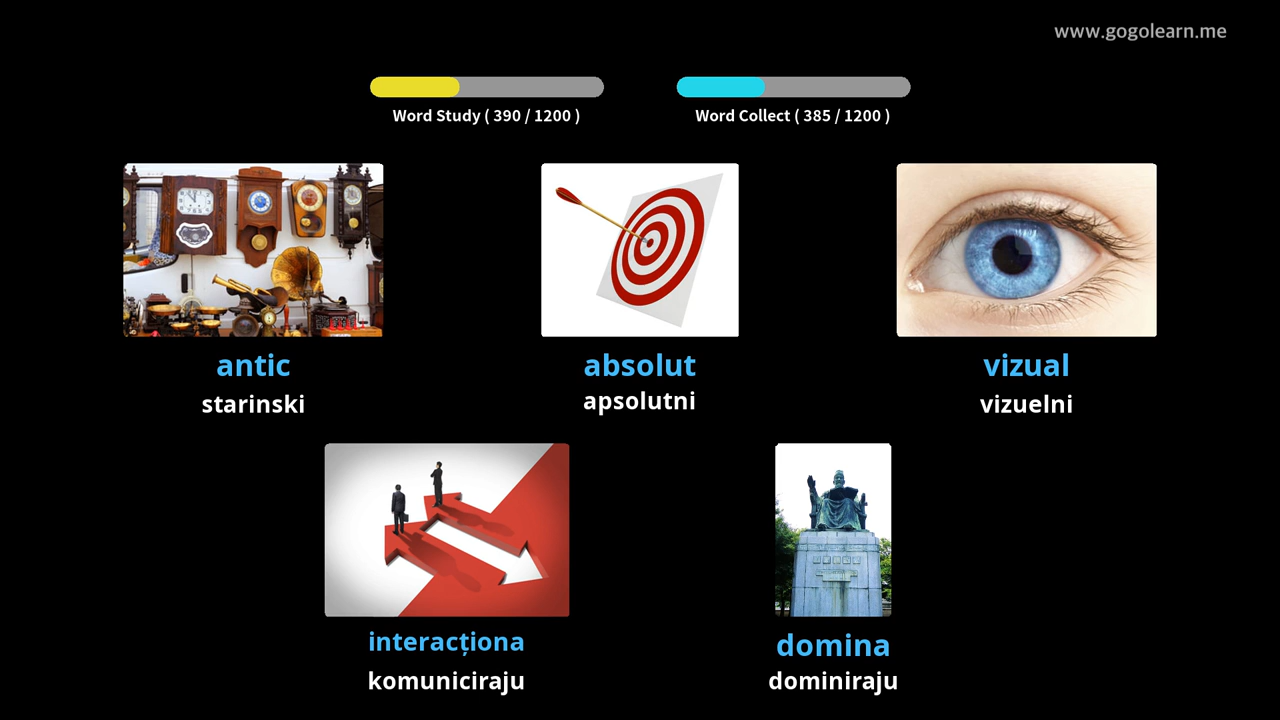 www.gogolearn.me
Word Study ( 390 / 1200 )
Word Collect ( 385 / 1200 )
antic
absolut
vizual
starinski
apsolutni
vizuelni
interacționa
domina
komuniciraju
dominiraju